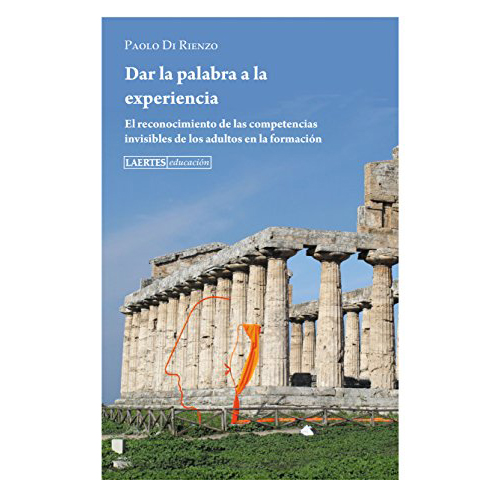 PAOLO DI RIENZO
Dar la palabra a la
experiencia
El reconocimiento de las competencias
invisibles de los adultos en la formación
LAERTES educación